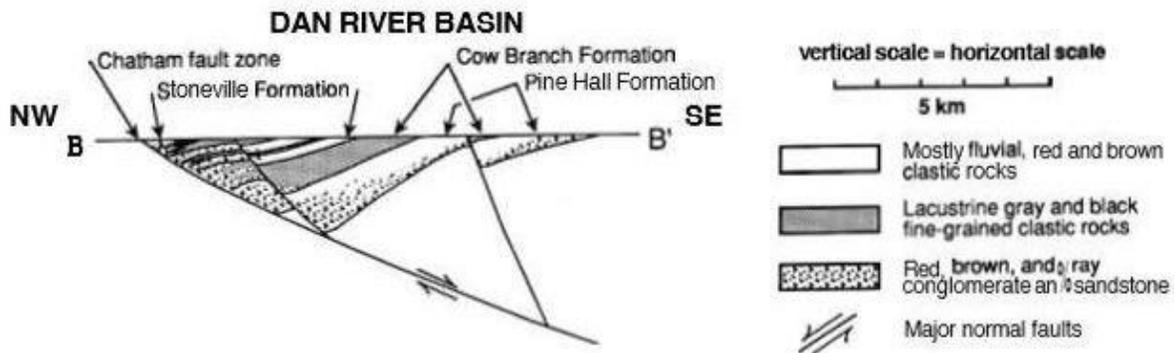 DAN RIVER BASIN
Chatham fault zone
Stoneville Formation
Cow Branch Formation
Pine Hall Formation
NW
SE
B
B'
vertical scale = horizontal scale
5 km
Mostly fluvial, red and brown
clastic rocks
Lacustrine gray and black
fine-grained clastic rocks
Red, brown, and gray
conglomerate an sandstone
Major normal faults